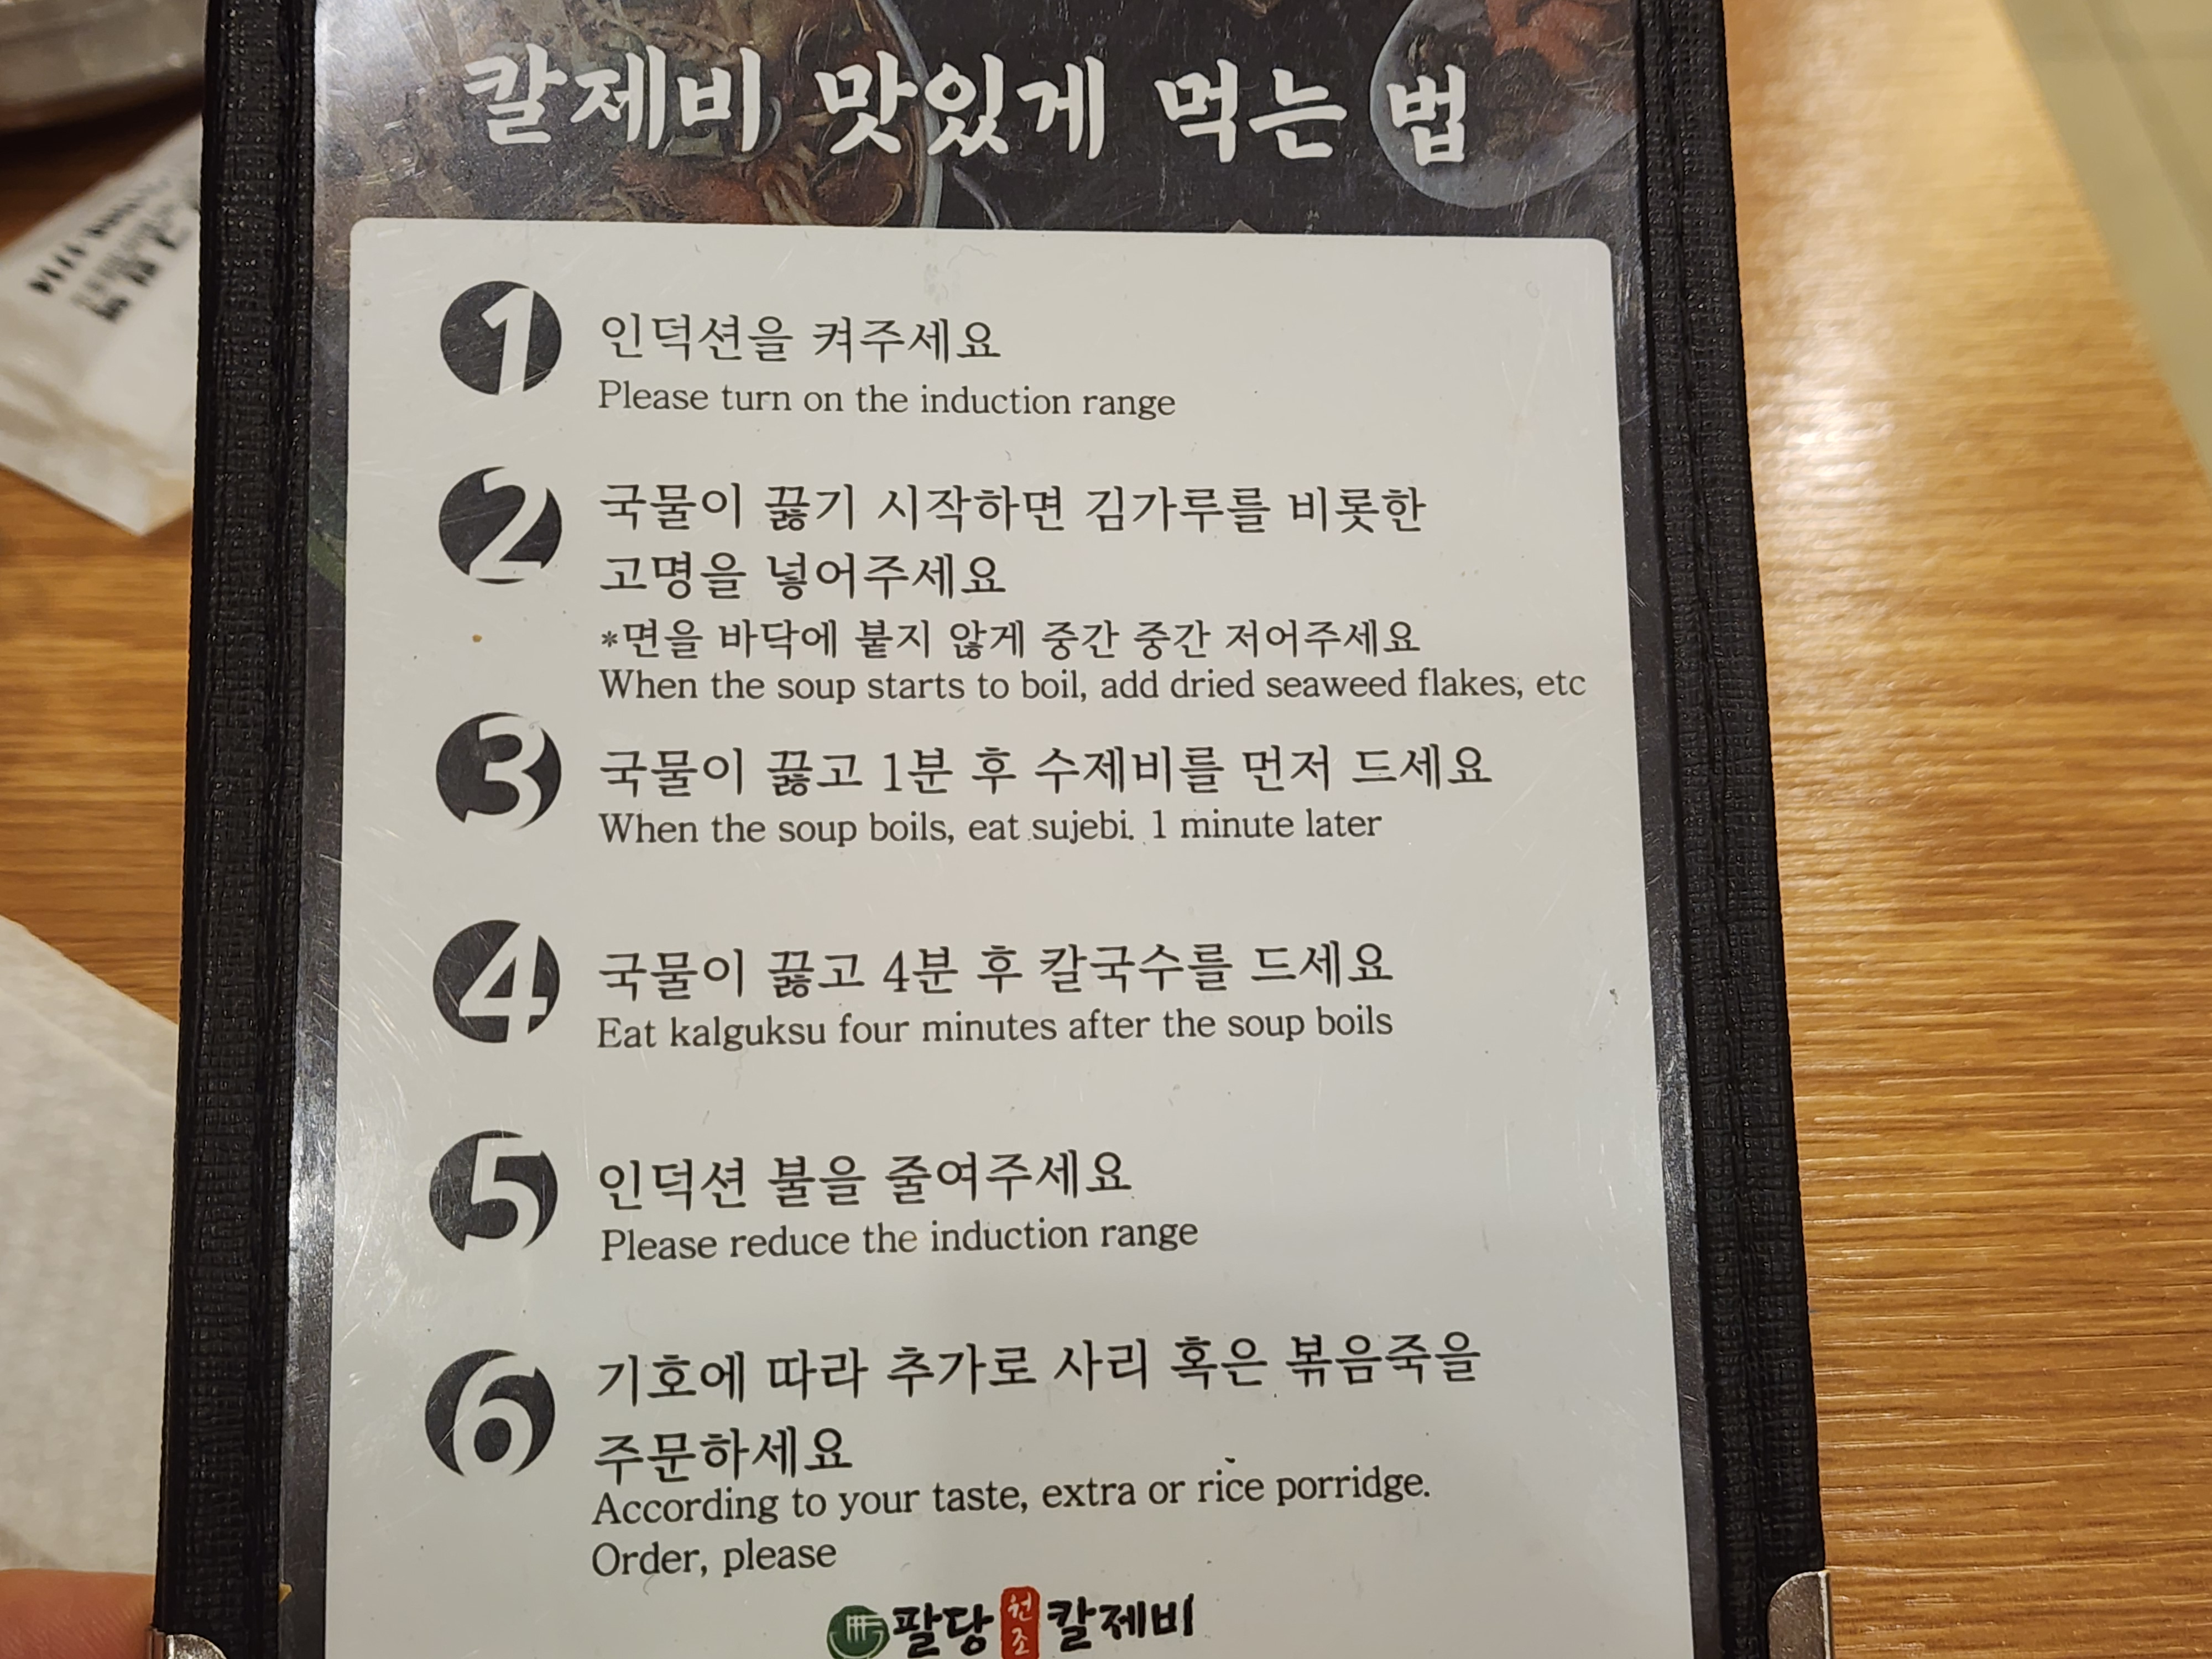 칼제비 맛있게 먹는 법
1
인덕션을 켜주세요
Please turn on the induction range
2
국물이 끓기 시작하면 김가루를 비롯한
고명을 넣어주세요
*면을 바닥에 붙지 않게 중간 중간 저어주세요
When the soup starts to boil, add dried seaweed flakes, etc
3
국물이 끓고 1분 후 수제비를 먼저 드세요
When the soup boils, eat sujebi. 1 minute later
4
국물이 끓고 4분 후 칼국수를 드세요
Eat kalguksu four minutes after the soup boils
5
인덕션 불을 줄여주세요
Please reduce the induction range
6
기호에 따라 추가로 사리 혹은 볶음죽을
주문하세요
According to your taste, extra or rice porridge.
Order, please
팔당 원조 칼제비